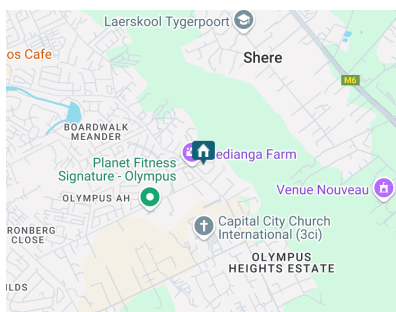 Laerskool Tygerpoort
os Cafe
Shere
M6
BOARDWALK
MEANDER
edianga Farm
Planet Fitness
Signature - Olympus
Venue Nouveau
OLYMPUS AH
Capital City Church
International (3ci)
RONBERG
CLOSE
OLYMPUS
HEIGHTS ESTATE
ILDS